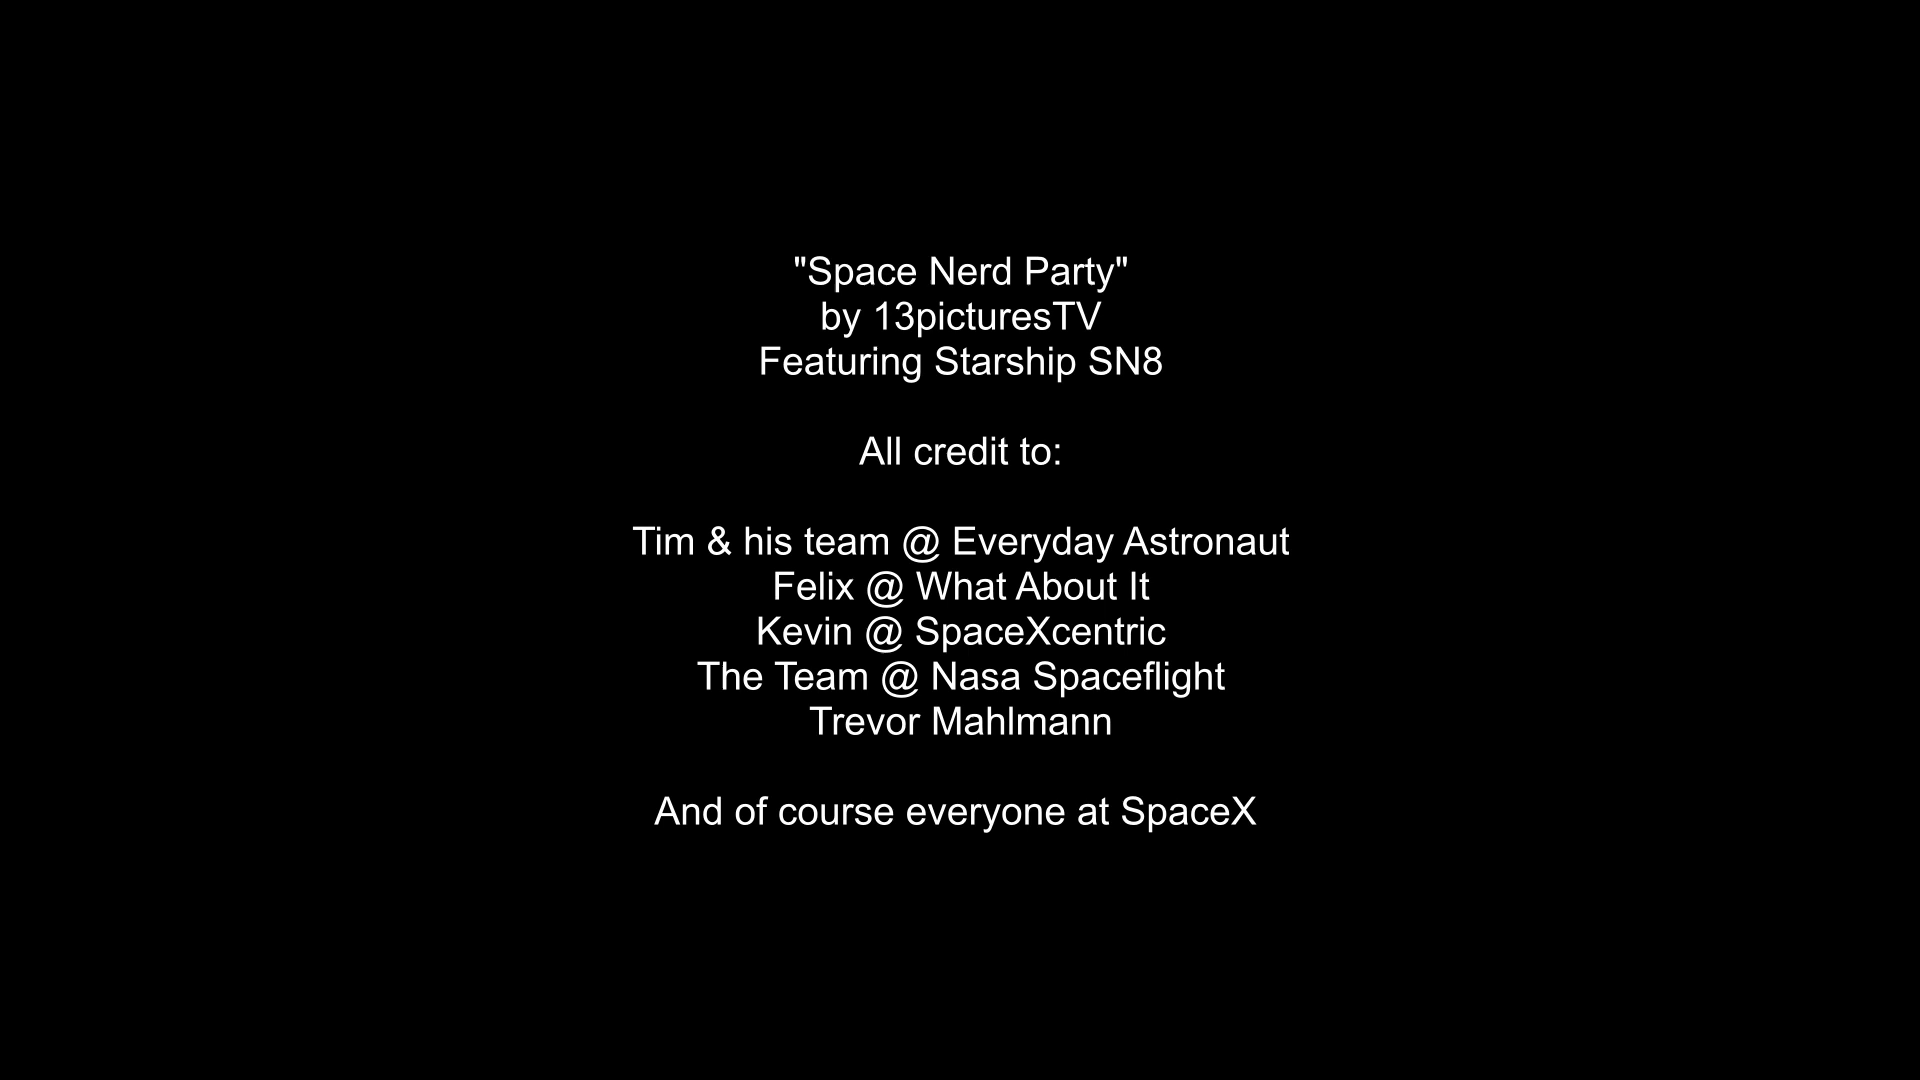 "Space Nerd Party"
by 13picturesTV
Featuring Starship SN8
All credit to:
Tim & his team @ Everyday Astronaut
Felix @ What About It
Kevin @ SpaceXcentric
The Team @ Nasa Spaceflight
Trevor Mahlmann
And of course everyone at SpaceX